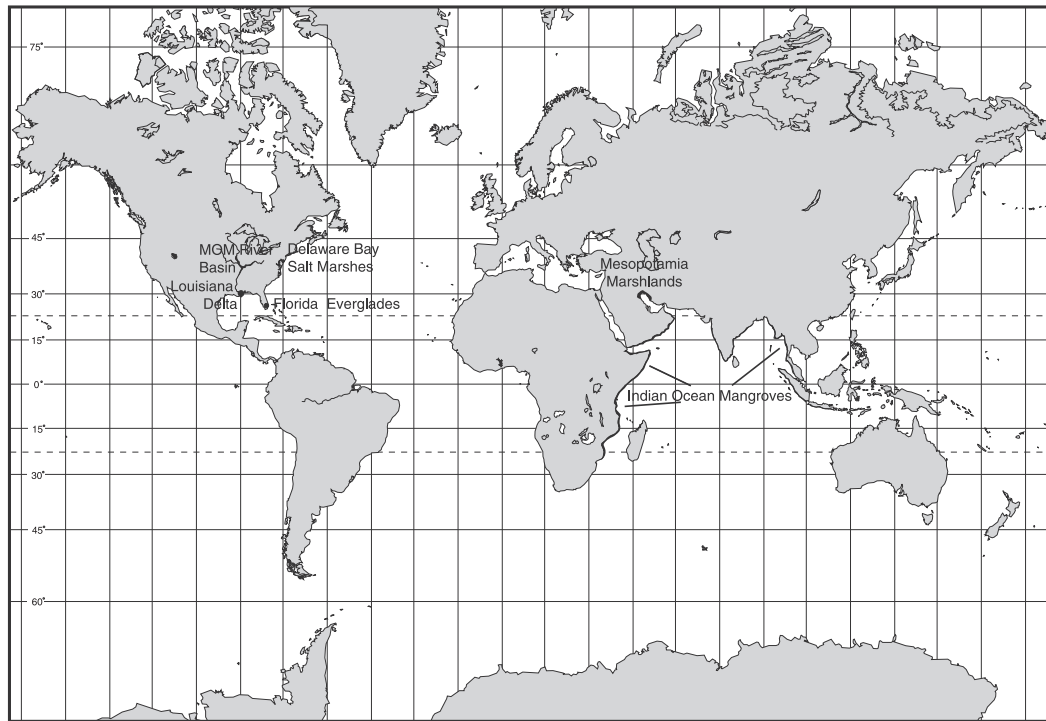 75°
45°
MGM River
Basin
Delaware Bay
Salt Marshes
Mesopotamia
Marshlands
Louisiana
Delta
30°
Florida Everglades
15°
0°
Indian Ocean Mangroves
15°
30°
45°
60°